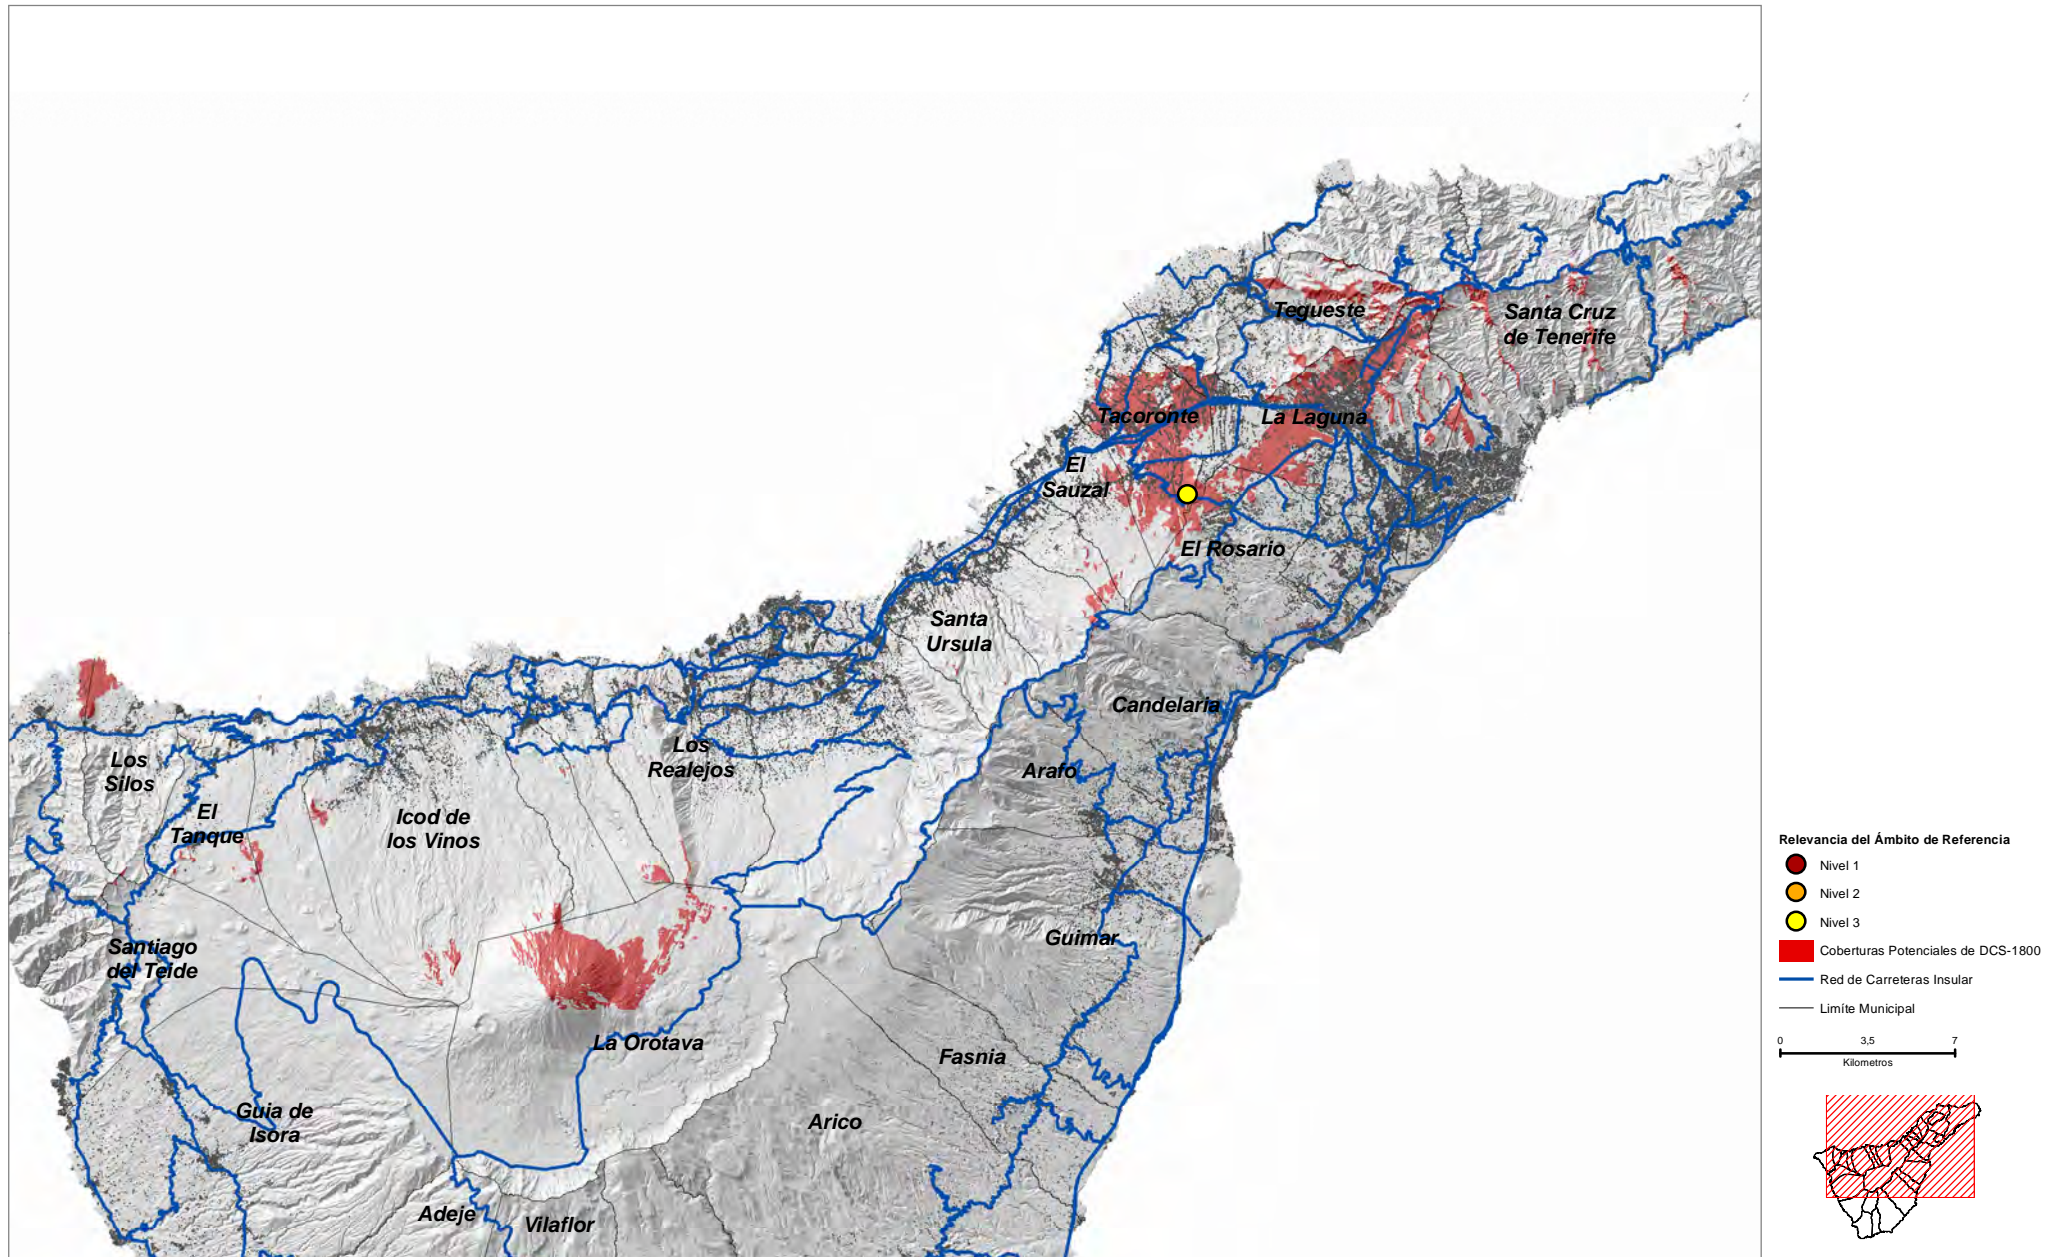 Tegueste
Santa Cruz
de Tenerife
Tacoronte
La Laguna
El
Sauzal
El Rosario
Santa
Ursula
Candelaria
Los
Realejos
Los
Silos
Arafo
El
Tanque
Icod de
los Vinos
Santiago
del Teide
Guimar
La Orotava
Fasnia
Guia de
Isora
Arico
Adeje
Vilaflor
Relevancia del Ámbito de Referencia
Nivel 1
Nivel 2
Nivel 3
Coberturas Potenciales de DCS-1800
Red de Carreteras Insular
Limíte Municipal
0 3,5 7
Kilometros